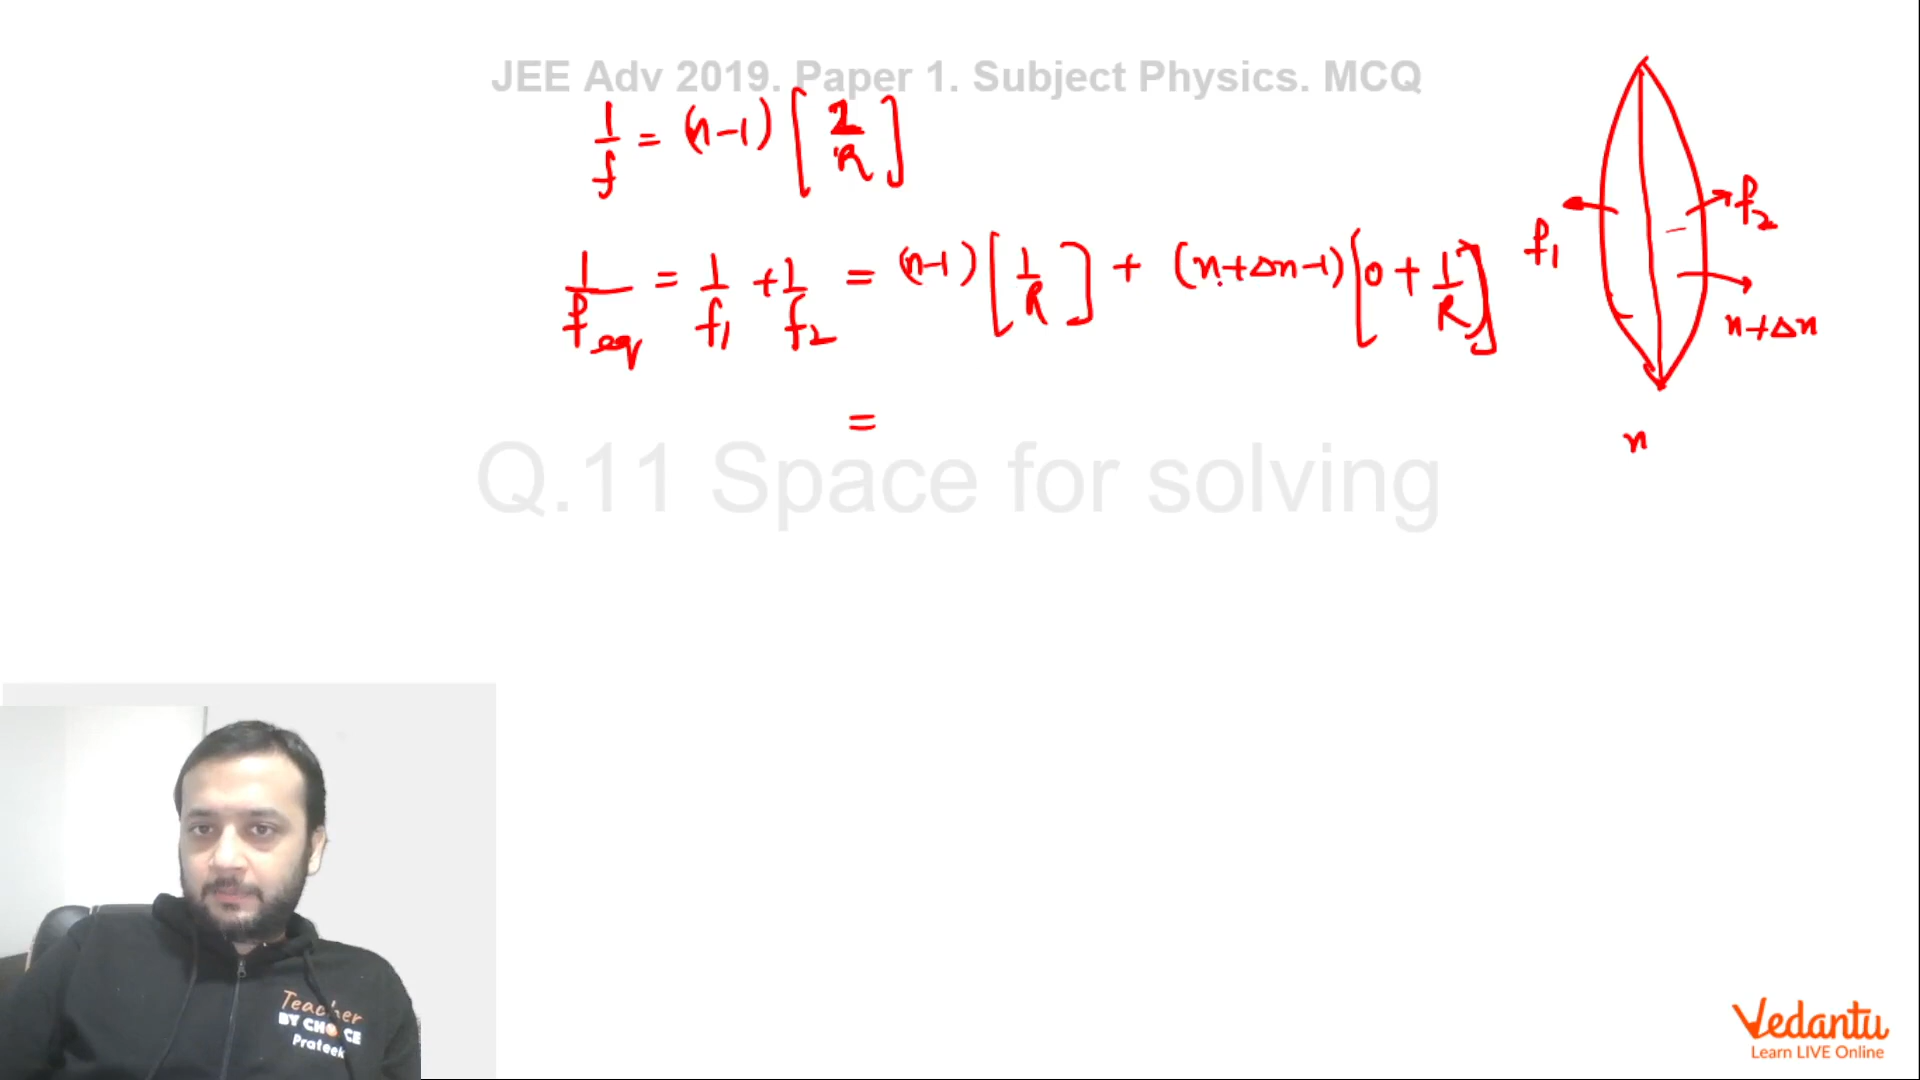 JEE Adv 2019. Paper 1. Subject Physics. MCQ
1/f = (n-1) [2/R]
1/f_eq = 1/f_1 + 1/f_2 = (n-1) [1/R] + (n+Δn-1) [0 + 1/R]
=
f_1
f_2
n+Δn
n
Q.11 Space for solving
Teacher
BY CHOICE
Prateek
Vedantu
Learn LIVE Online